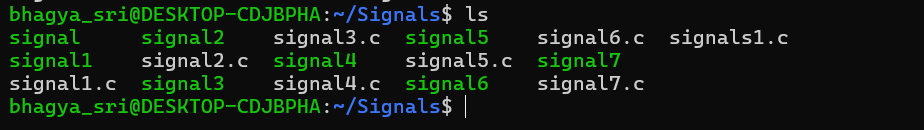 bhagya_sri@DESKTOP-CDJBPHA:~/Signals$ ls
signal signal2 signal3.c signal5 signal6.c signals1.c
signal1 signal2.c signal4 signal5.c signal7
signal1.c signal3 signal4.c signal6 signal7.c
bhagya_sri@DESKTOP-CDJBPHA:~/Signals$